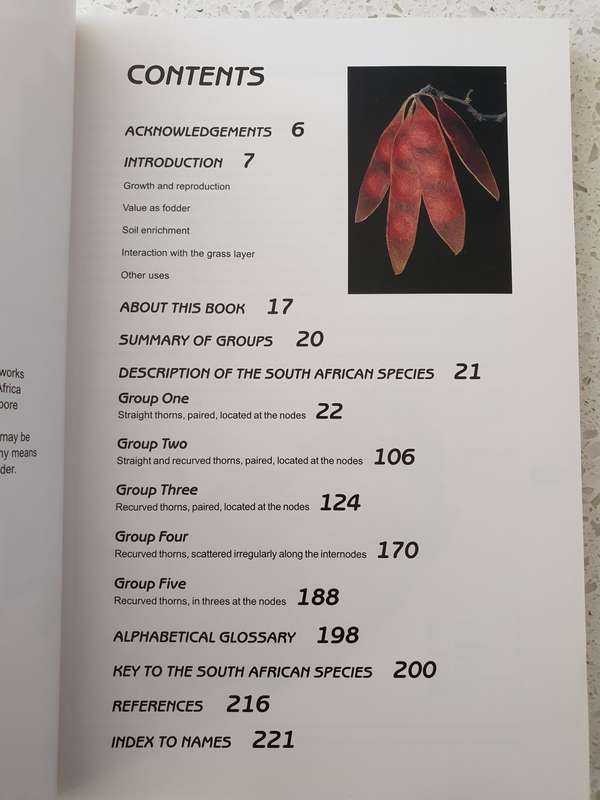 CONTENTS
ACKNOWLEDGEMENTS 6
INTRODUCTION 7
Growth and reproduction
Value as fodder
Soil enrichment
Interaction with the grass layer
Other uses
ABOUT THIS BOOK 17
SUMMARY OF GROUPS 20
DESCRIPTION OF THE SOUTH AFRICAN SPECIES 21
Group One
Straight thorns, paired, located at the nodes 22
Group Two
Straight and recurved thorns, paired, located at the nodes 106
Group Three
Recurved thorns, paired, located at the nodes 124
Group Four
Recurved thorns, scattered irregularly along the internodes 170
Group Five
Recurved thorns, in threes at the nodes 188
ALPHABETICAL GLOSSARY 198
KEY TO THE SOUTH AFRICAN SPECIES 200
REFERENCES 216
INDEX TO NAMES 221
works
may be
means